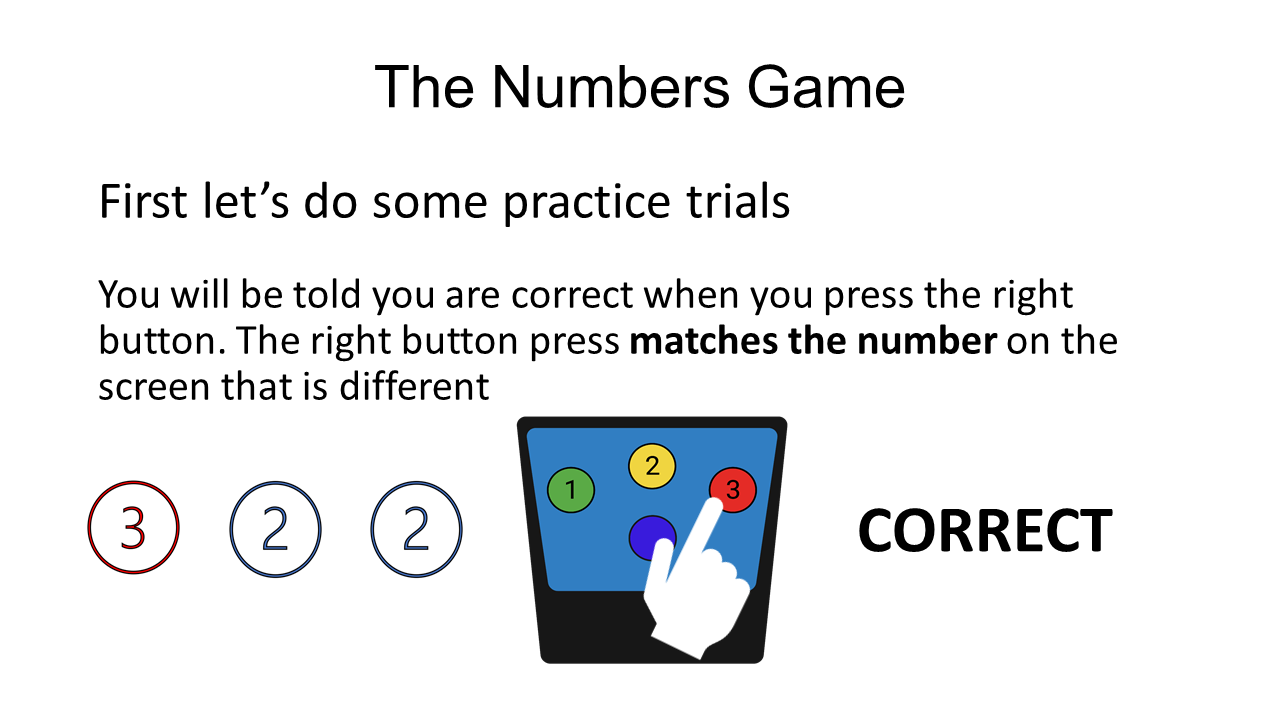 The Numbers Game
First let’s do some practice trials
You will be told you are correct when you press the right
button. The right button press matches the number on the
screen that is different
3 2 2
1 2 3
CORRECT